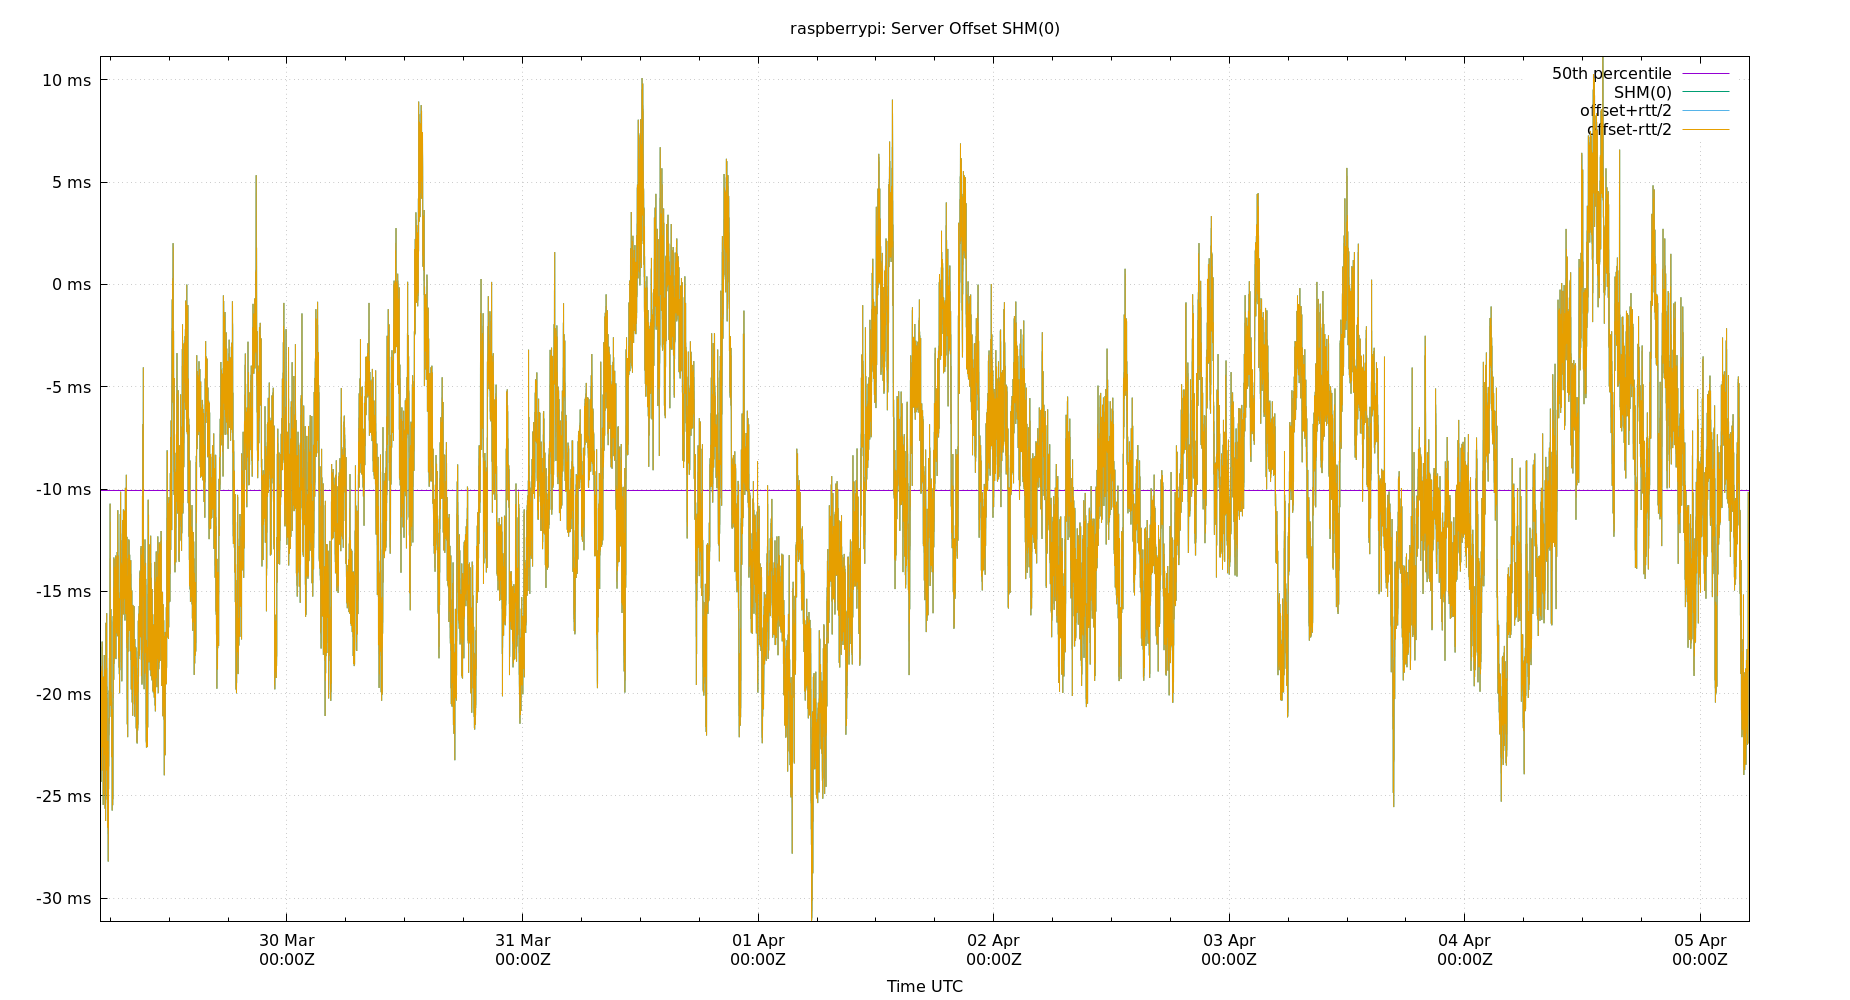 raspberrypi: Server Offset SHM(0)
10 ms
5 ms
0 ms
-5 ms
-10 ms
-15 ms
-20 ms
-25 ms
-30 ms
50th percentile
SHM(0)
offset+rtt/2
offset-rtt/2
30 Mar
00:00Z
31 Mar
00:00Z
01 Apr
00:00Z
02 Apr
00:00Z
03 Apr
00:00Z
04 Apr
00:00Z
05 Apr
00:00Z
Time UTC